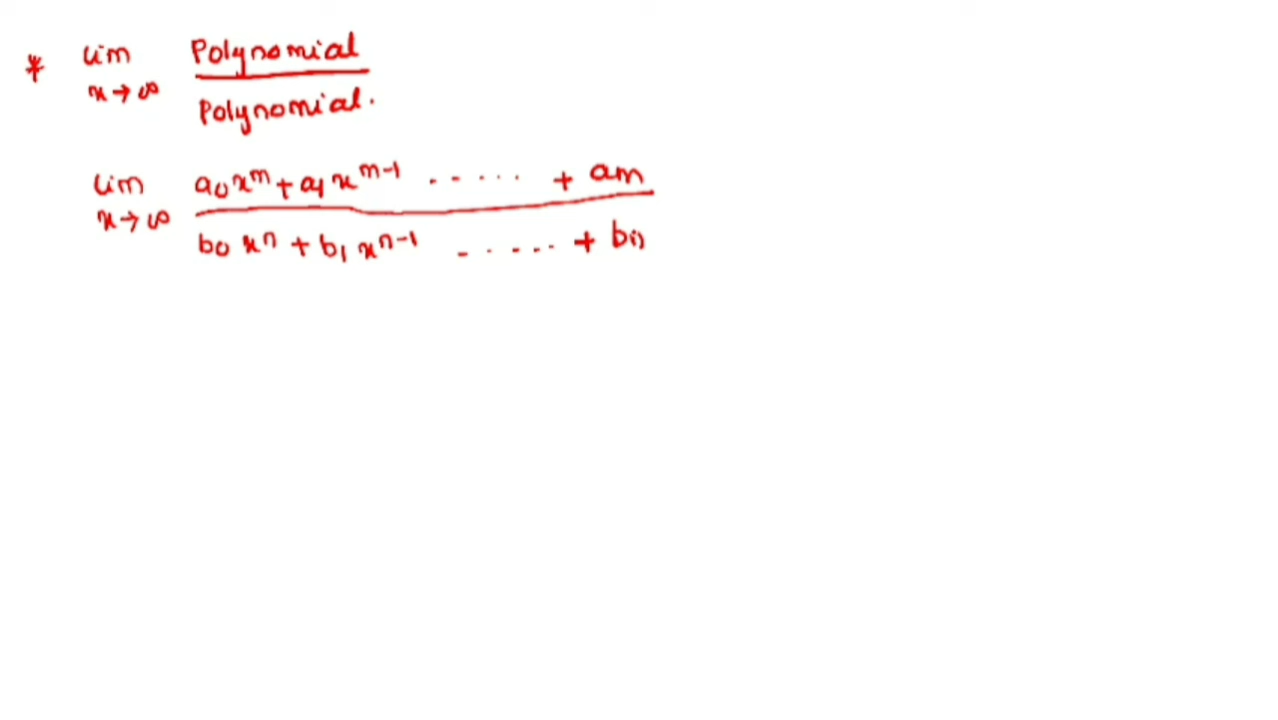 * lim Polynomial
x→∞ Polynomial.
lim a₀xᵐ + a₁xᵐ⁻¹ ------ + am
x→∞ b₀xⁿ + b₁xⁿ⁻¹ ------ + bn